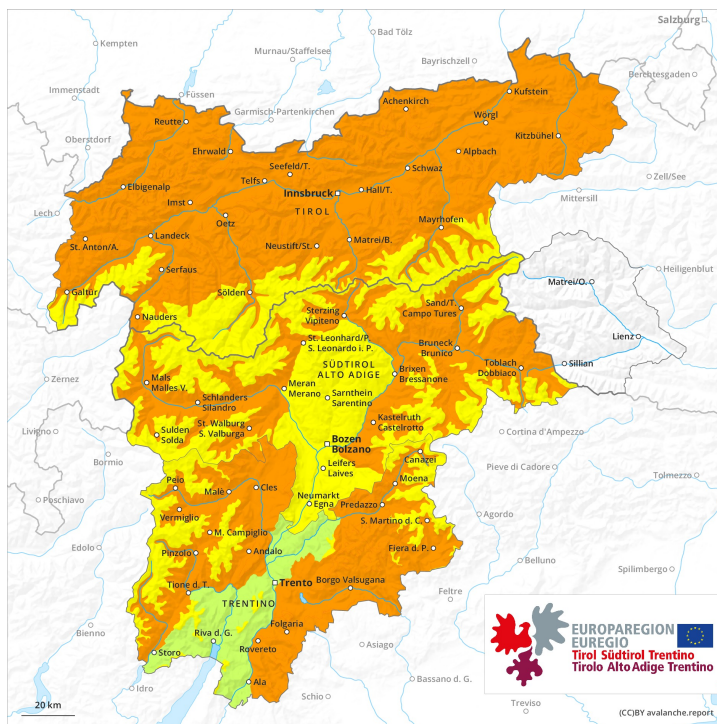 Salzburg
Kempten
Bad Tölz
Murnau/Staffelsee
Bayrischzell
Berchtesgaden
Immenstadt
Füssen
Garmisch-Partenkirchen
Achenkirch
Kufstein
Reutte
Wörgl
Oberstdorf
Kitzbühel
Ehrwald
Alpbach
Seefeld/T.
Schwaz
Telfs
Zell/See
Elbigenalp
Innsbruck
Hall/T.
Mittersill
Imst
TIROL
Lech
Oetz
Mayrhofen
Landeck
Neustift/St.
Matrei/B.
St. Anton/A.
Serfaus
Heiligenblut
Galtür
Sölden
Matrei/O.
Nauders
Sterzing
Vipiteno
Sand/T.
Campo Tures
Lienz
St. Leonhard/P.
S. Leonardo i. P.
Bruneck
Brunico
Sillian
SÜDTIROL
ALTO ADIGE
Toblach
Dobbiaco
Brixen
Bressanone
Zernez
Mals
Malles V.
Meran
Merano
Sarnthein
Sarentino
Schlanders
Silandro
St. Walburg
S. Valburga
Kastelruth
Castelrotto
Livigno
Sulden
Solda
Cortina d'Ampezzo
Bozen
Bolzano
Bormio
Canazei
Leifers
Laives
Pieve di Cadore
Peio
Cles
Moena
Tolmezzo
Malè
Neumarkt
Egna
Poschiavo
Predazzo
Vermiglio
Agordo
S. Martino d. C.
M. Campiglio
Edolo
Pinzolo
Andalo
Fiera d. P.
Belluno
Spilimbergo
Tione d. T.
Trento
Borgo Valsugana
Feltre
TRENTINO
Folgaria
Bienno
Riva d. G.
Rovereto
Asiago
Storo
Ala
Bassano d. G.
Idro
Schio
Treviso
20 km
EUROPAREGION
EUREGIO
Tirol Südtirol Trentino
Tirolo Alto Adige Trentino
(CC)BY avalanche.report